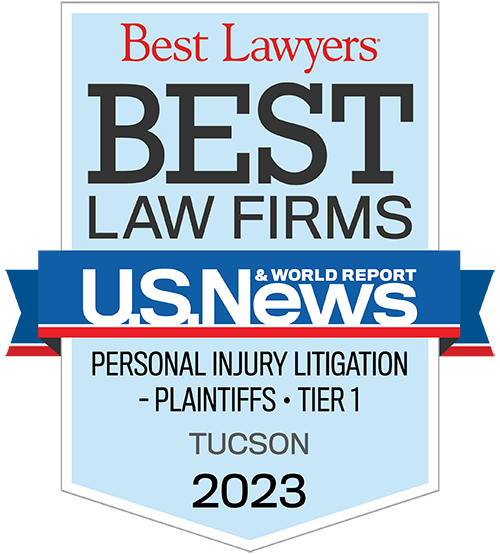 Best Lawyers®
BEST
LAW FIRMS
& WORLD REPORT
U.S.News
PERSONAL INJURY LITIGATION
- PLAINTIFFS • TIER 1
TUCSON
2023